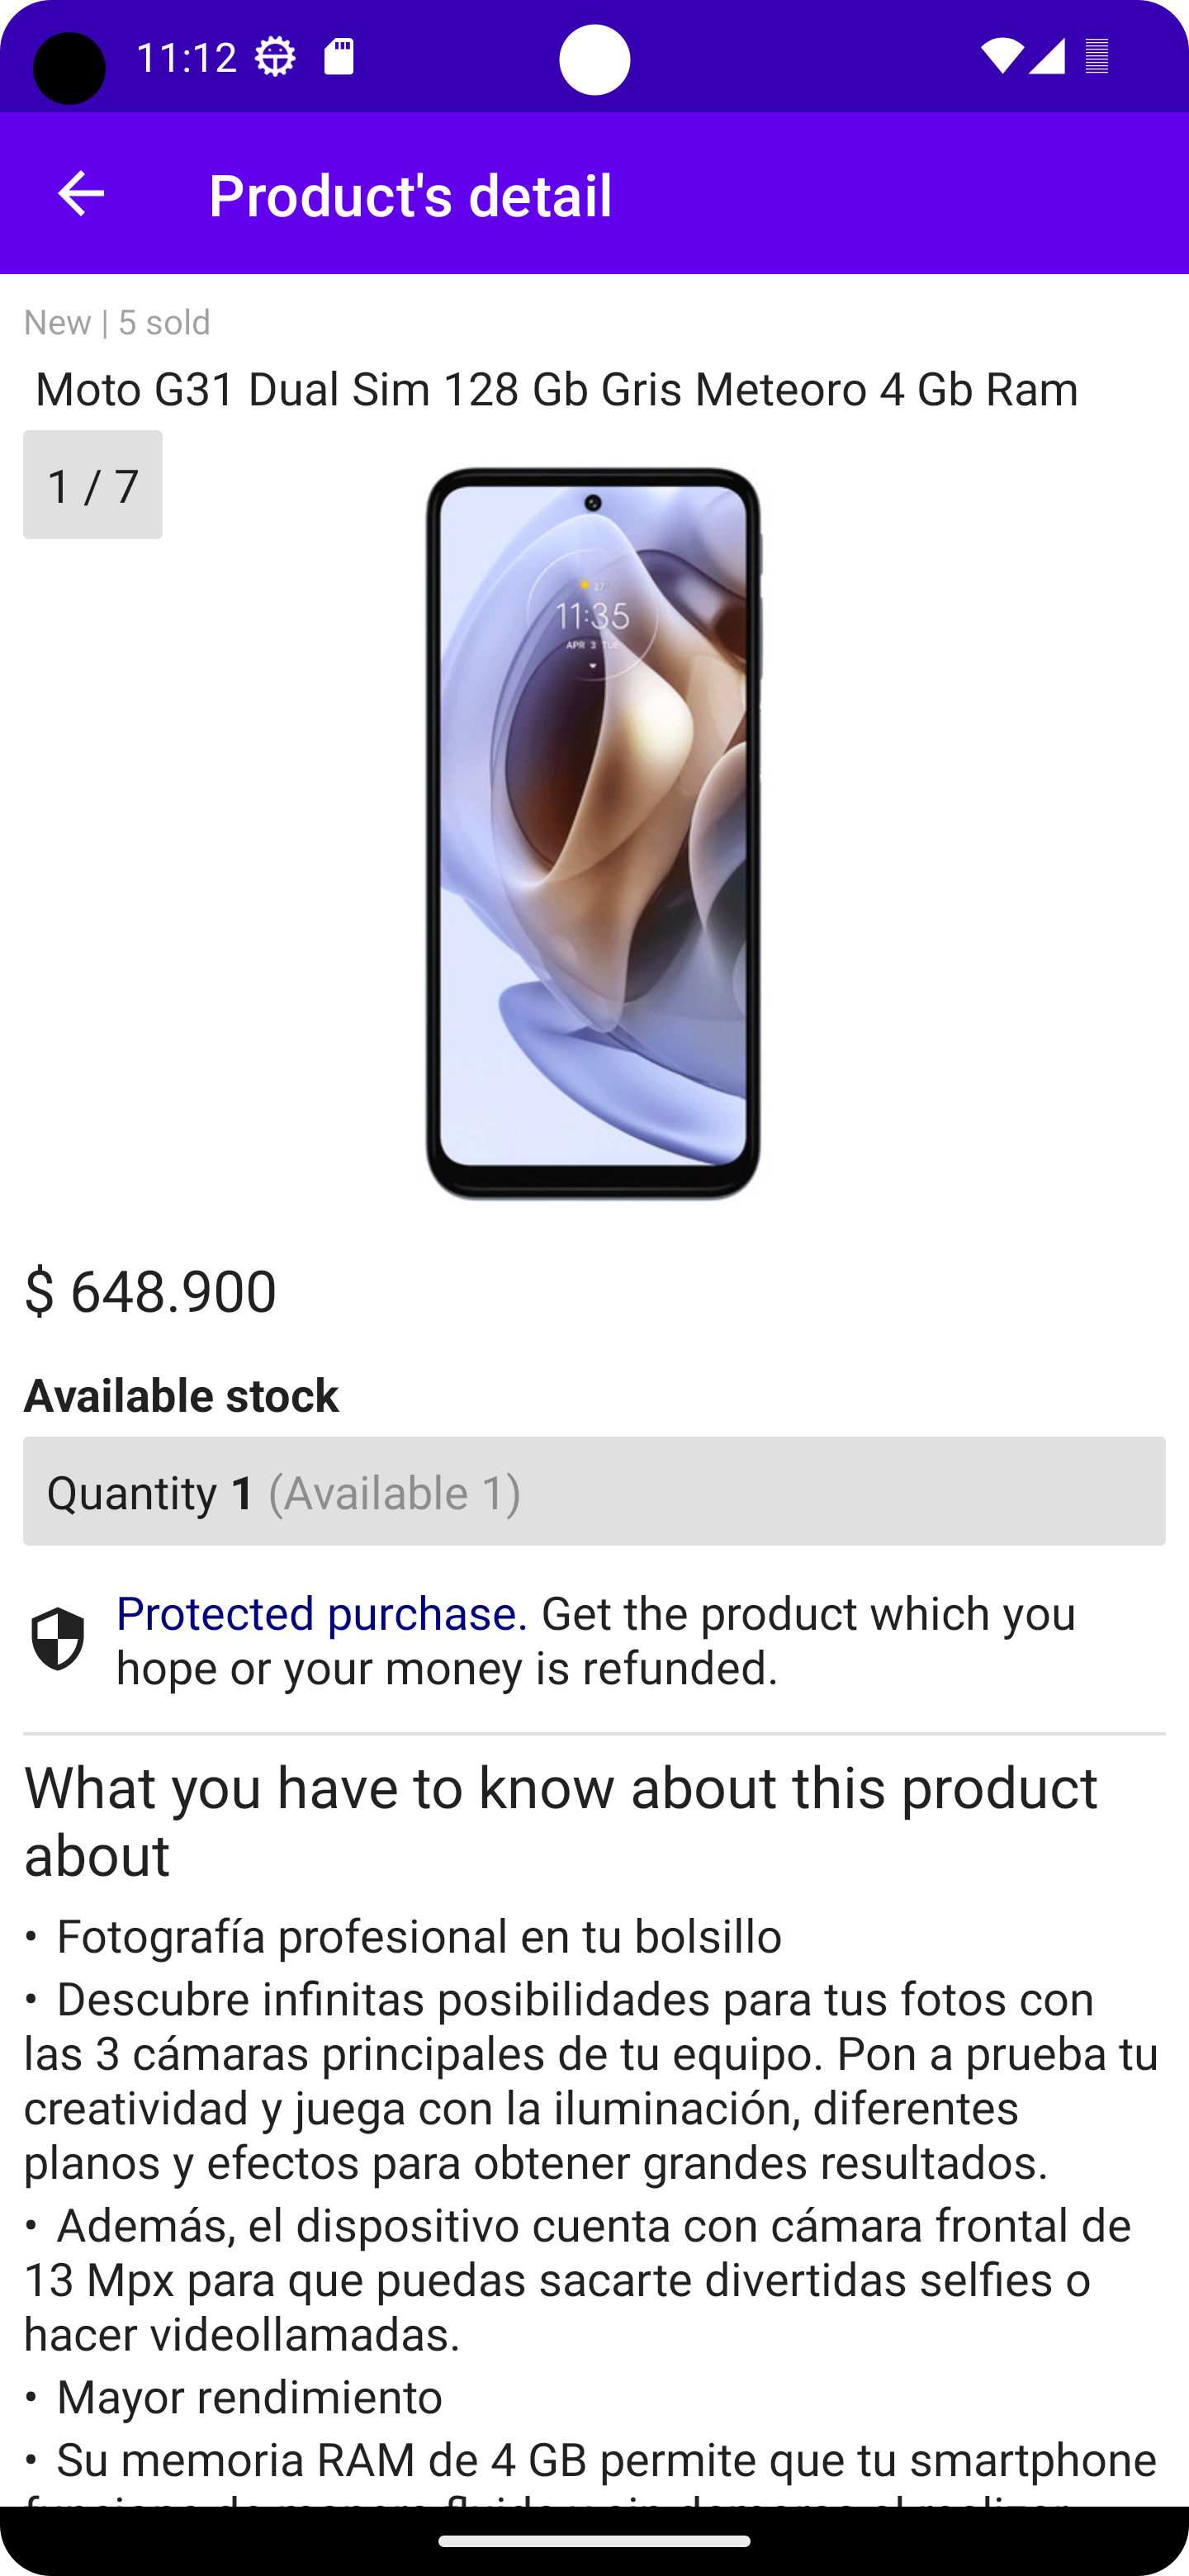 11:12
Product's detail
New | 5 sold
Moto G31 Dual Sim 128 Gb Gris Meteoro 4 Gb Ram
1 / 7
27°
11:35
APR 3 TUE
$ 648.900
Available stock
Quantity 1 (Available 1)
Protected purchase. Get the product which you
hope or your money is refunded.
What you have to know about this product
about
• Fotografía profesional en tu bolsillo
• Descubre infinitas posibilidades para tus fotos con
las 3 cámaras principales de tu equipo. Pon a prueba tu
creatividad y juega con la iluminación, diferentes
planos y efectos para obtener grandes resultados.
• Además, el dispositivo cuenta con cámara frontal de
13 Mpx para que puedas sacarte divertidas selfies o
hacer videollamadas.
• Mayor rendimiento
• Su memoria RAM de 4 GB permite que tu smartphone